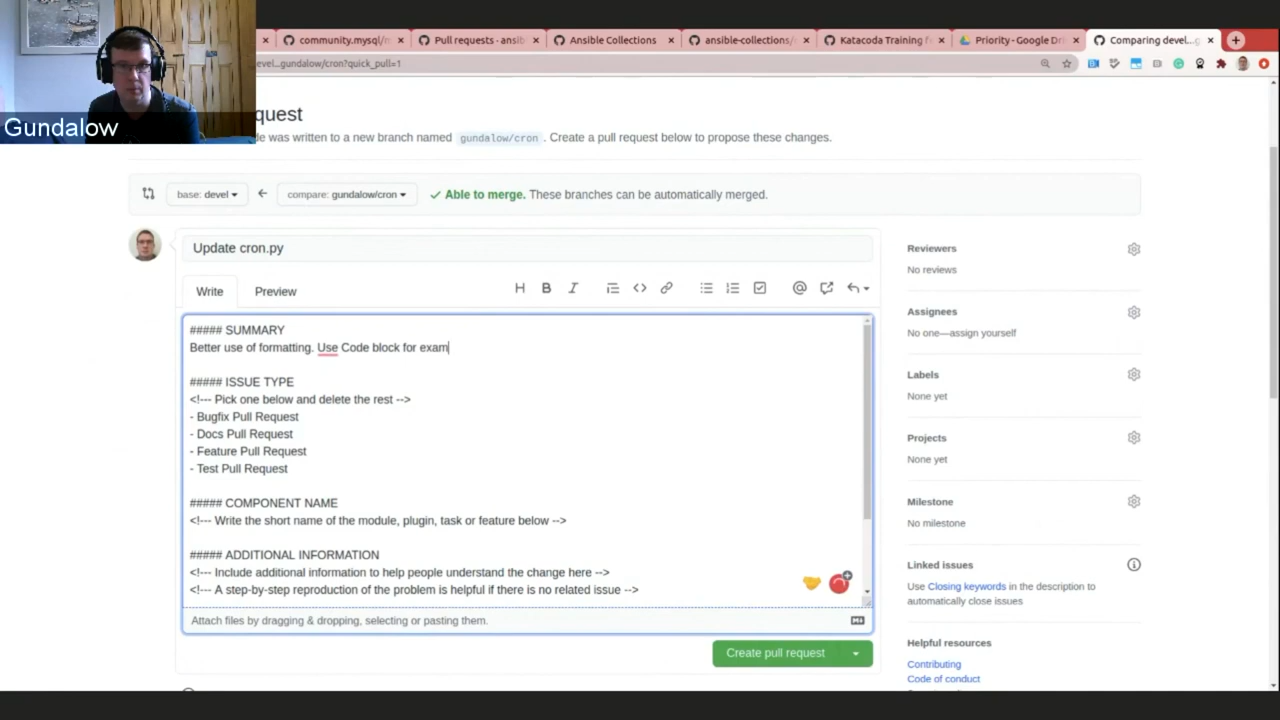 community.mysql/
Pull requests · ansib
Ansible Collections
ansible-collections/
Katacoda Training f
Priority - Google Dri
Comparing devel...g
devel...gundalow/cron?quick_pull=1
Gundalow
quest
de was written to a new branch named gundalow/cron . Create a pull request below to propose these changes.
base: devel
compare: gundalow/cron
Able to merge. These branches can be automatically merged.
Update cron.py
Write
Preview
##### SUMMARY
Better use of formatting. Use Code block for exam
##### ISSUE TYPE
<!--- Pick one below and delete the rest -->
- Bugfix Pull Request
- Docs Pull Request
- Feature Pull Request
- Test Pull Request
##### COMPONENT NAME
<!--- Write the short name of the module, plugin, task or feature below -->
##### ADDITIONAL INFORMATION
<!--- Include additional information to help people understand the change here -->
<!--- A step-by-step reproduction of the problem is helpful if there is no related issue -->
Attach files by dragging & dropping, selecting or pasting them.
Create pull request
Reviewers
No reviews
Assignees
No one—assign yourself
Labels
None yet
Projects
None yet
Milestone
No milestone
Linked issues
Use Closing keywords in the description to
automatically close issues
Helpful resources
Contributing
Code of conduct